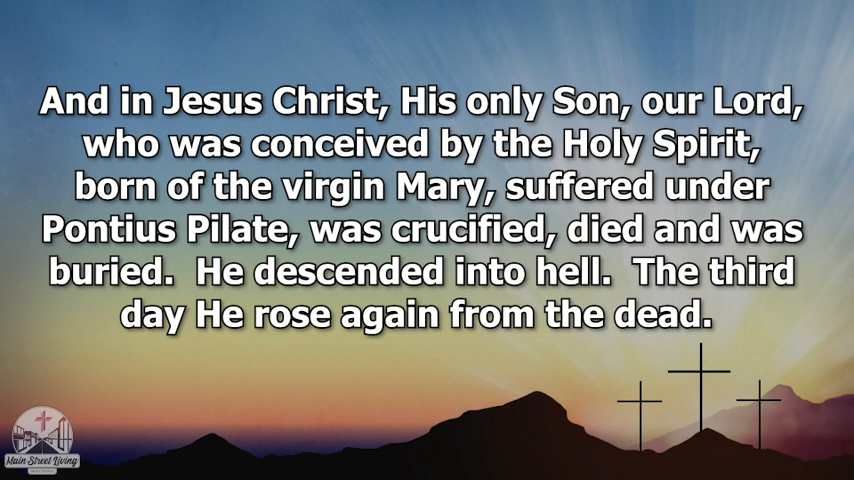 And in Jesus Christ, His only Son, our Lord,
who was conceived by the Holy Spirit,
born of the virgin Mary, suffered under
Pontius Pilate, was crucified, died and was
buried.  He descended into hell.  The third
day He rose again from the dead.
Main Street Living